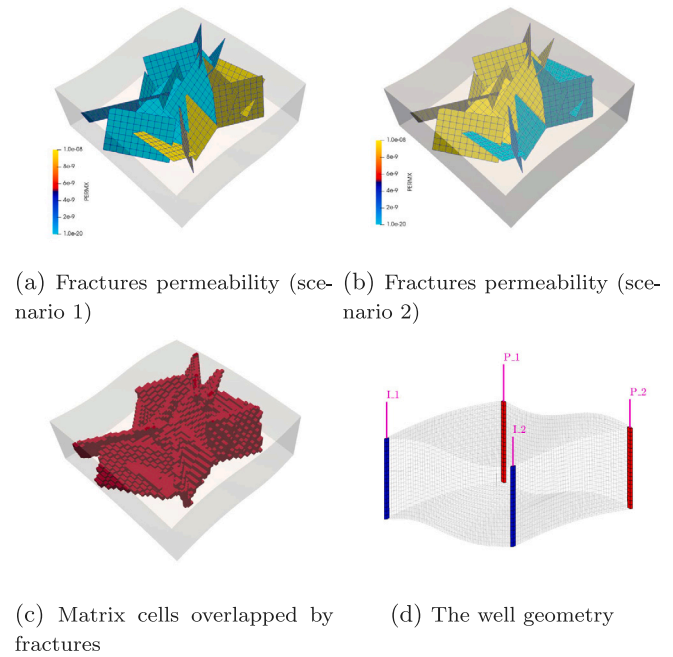 1.0e-08
8e-9
6e-9
4e-9
2e-9
1.0e-20
PERMX
1.0e-08
8e-9
6e-9
4e-9
2e-9
1.0e-20
PERMX
(a) Fractures permeability (sce-
nario 1)
(b) Fractures permeability (sce-
nario 2)
P_1
I_1
P_2
I_2
(c) Matrix cells overlapped by
fractures
(d) The well geometry